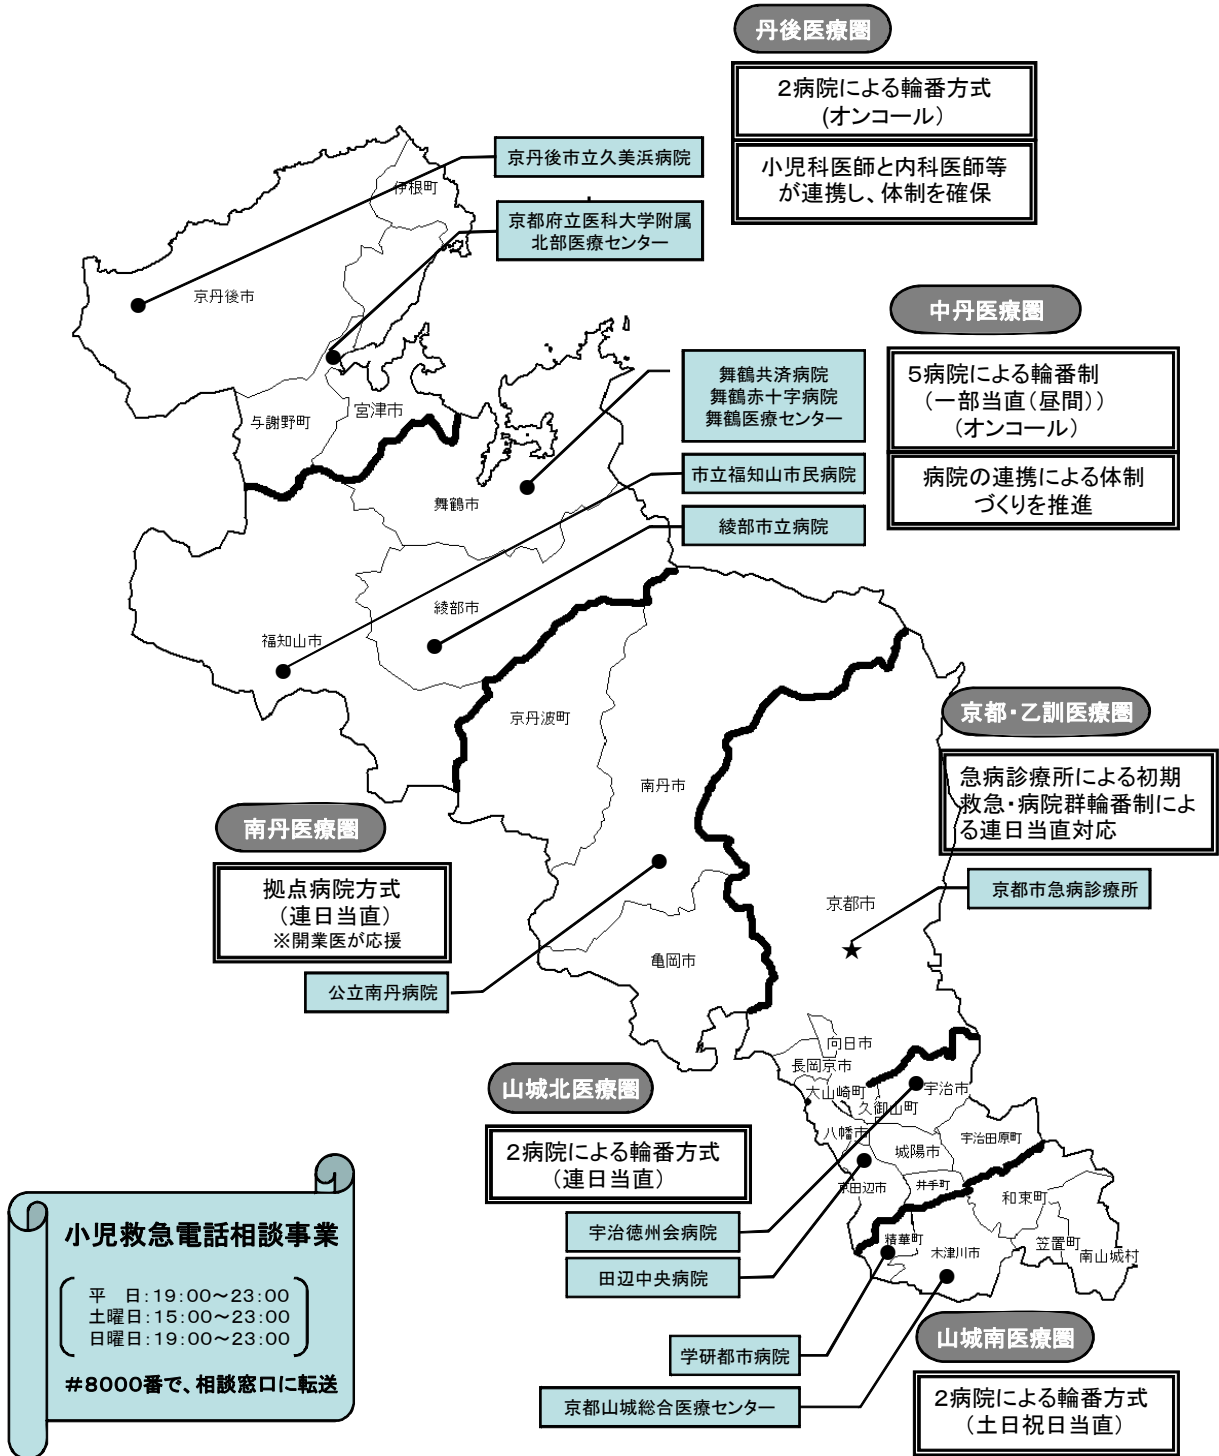 丹後医療圏
2病院による輪番方式
(オンコール)
小児科医師と内科医師等
が連携し、体制を確保
京丹後市立久美浜病院
京都府立医科大学附属
北部医療センター
伊根町
京丹後市
宮津市
与謝野町
中丹医療圏
5病院による輪番制
(一部当直(昼間))
(オンコール)
病院の連携による体制
づくりを推進
舞鶴共済病院
舞鶴赤十字病院
舞鶴医療センター
市立福知山市民病院
綾部市立病院
舞鶴市
綾部市
福知山市
京丹波町
南丹市
京都・乙訓医療圏
急病診療所による初期
救急・病院群輪番制によ
る連日当直対応
京都市急病診療所
京都市
南丹医療圏
拠点病院方式
(連日当直)
※開業医が応援
公立南丹病院
亀岡市
向日市
長岡京市
大山崎町
久御山町
宇治市
八幡市
城陽市
宇治田原町
京田辺市
井手町
和束町
精華町
木津川市
笠置町
南山城村
山城北医療圏
2病院による輪番方式
(連日当直)
宇治徳州会病院
田辺中央病院
学研都市病院
京都山城総合医療センター
山城南医療圏
2病院による輪番方式
(土日祝日当直)
小児救急電話相談事業
平 日:19:00~23:00
土曜日:15:00~23:00
日曜日:19:00~23:00
#8000番で、相談窓口に転送